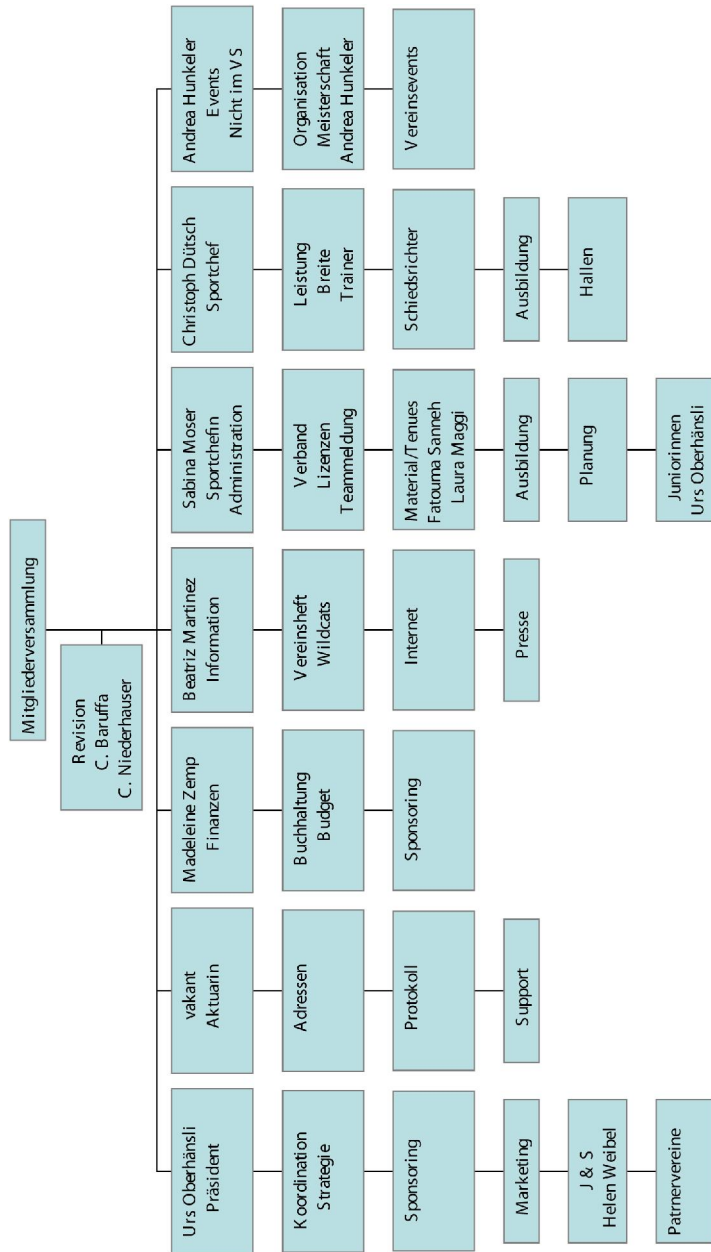 Mitgliederversammlung
Revision
C. Baruffa
C. Niederhauser
Urs Oberhänsli
Präsident
Koordination
Strategie
Sponsoring
Marketing
J & S
Helen Weibel
Patrnervereine
vakant
Aktuarin
Adressen
Protokoll
Support
Madeleine Zemp
Finanzen
Buchhaltung
Budget
Sponsoring
Beatriz Martinez
Information
Vereinsheft
Wildcats
Internet
Presse
Sabina Moser
Sportchefin
Administration
Verband
Lizenzen
Teammeldung
Material/Tenues
Fatouma Sanneh
Laura Maggi
Ausbildung
Planung
Juniorinnen
Urs Oberhänsli
Christoph Dütsch
Sportchef
Leistung
Breite
Trainer
Schiedsrichter
Ausbildung
Hallen
Andrea Hunkeler
Events
Nicht im VS
Organisation
Meisterschaft
Andrea Hunkeler
Vereinsevents